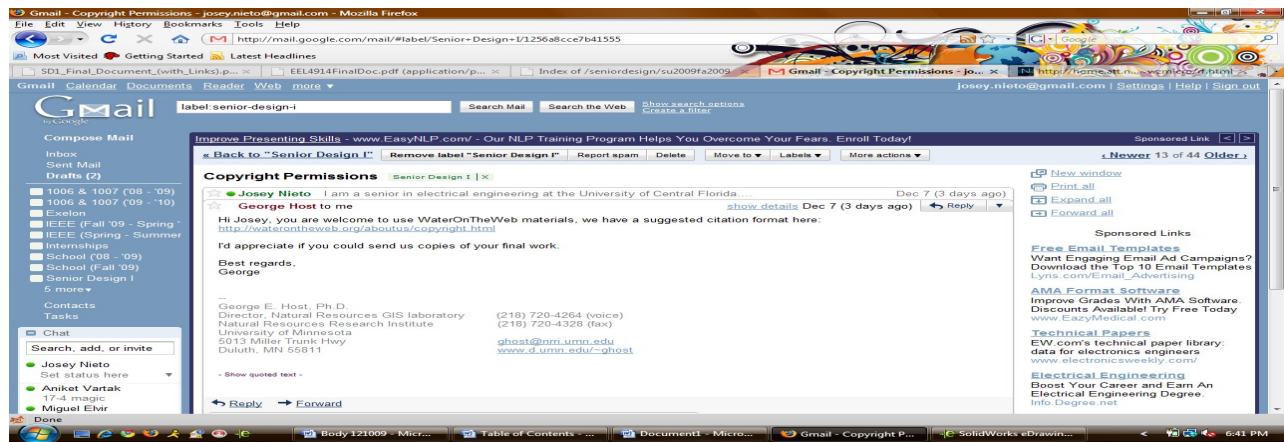 Gmail - Copyright Permissions - josey.nieto@gmail.com - Mozilla Firefox
File Edit View History Bookmarks Tools Help
http://mail.google.com/mail/#label/Senior+Design+I/1256a8cce7b41555
Google
Most Visited Getting Started Latest Headlines
SD1_Final_Document_(with_Links).p... EEL4914FinalDoc.pdf (application/p... Index of /seniordesign/su2009fa2009 Gmail - Copyright Permissions - jo...
Gmail Calendar Documents Reader Web more ▼
josey.nieto@gmail.com | Settings | Help | Sign out
Gmail
by Google
label:senior-design-i
Search Mail Search the Web Show search options
Create a filter
Compose Mail
Inbox
Sent Mail
Drafts (2)
1006 & 1007 ('08 - '09)
1006 & 1007 ('09 - '10)
Exelon
IEEE (Fall '09 - Spring '
IEEE (Spring - Summer
Internships
School ('08 - '09)
School (Fall '09)
Senior Design I
5 more ▼
Contacts
Tasks
Chat
Search, add, or invite
Josey Nieto
Set status here
Aniket Vartak
17-4 magic
Miguel Elvir
Improve Presenting Skills - www.EasyNLP.com/ - Our NLP Training Program Helps You Overcome Your Fears. Enroll Today!
Sponsored Link < >
« Back to "Senior Design I" Remove label "Senior Design I" Report spam Delete Move to ▼ Labels ▼ More actions ▼
‹ Newer 13 of 44 Older ›
Copyright Permissions Senior Design I | X
Josey Nieto I am a senior in electrical engineering at the University of Central Florida.... Dec 7 (3 days ago)
George Host to me show details Dec 7 (3 days ago) Reply
Hi Josey, you are welcome to use WaterOnTheWeb materials, we have a suggested citation format here:
http://waterontheweb.org/aboutus/copyright.html
I'd appreciate if you could send us copies of your final work.
Best regards,
George
--
George E. Host, Ph.D.
Director, Natural Resources GIS laboratory (218) 720-4264 (voice)
Natural Resources Research Institute (218) 720-4328 (fax)
University of Minnesota
5013 Miller Trunk Hwy ghost@nrri.umn.edu
Duluth, MN 55811 www.d.umn.edu/~ghost
- Show quoted text -
Reply Forward
New window
Print all
Expand all
Forward all
Sponsored Links
Free Email Templates
Want Engaging Email Ad Campaigns?
Download the Top 10 Email Templates
Lyris.com/Email_Advertising
AMA Format Software
Improve Grades With AMA Software.
Discounts Available! Try Free Today
www.EazyMedical.com
Technical Papers
EW.com's technical paper library:
data for electronics engineers
www.electronicsweekly.com/
Electrical Engineering
Boost Your Career and Earn An
Electrical Engineering Degree.
Info.Degree.net
Done
Body 121009 - Micr... Table of Contents - ... Document1 - Micro... Gmail - Copyright P... SolidWorks eDrawin... 6:41 PM